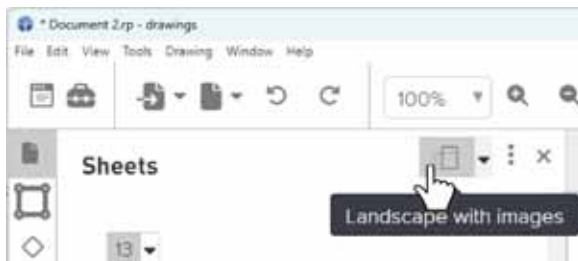 * Document 2.rp - drawings
File Edit View Tools Drawing Window Help
100%
Sheets
Landscape with images
13